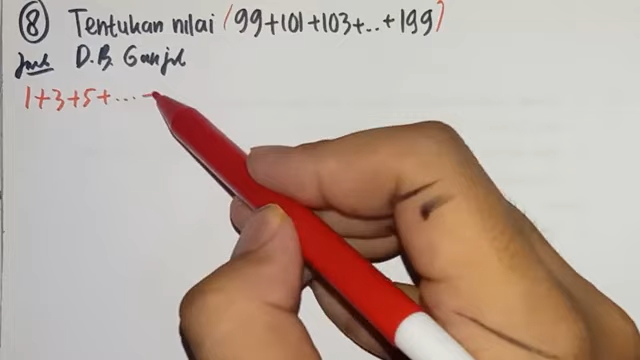 ⑧ Tentukan nilai (99+101+103+...+199)
Jwb D.B. Ganjil
1+3+5+...